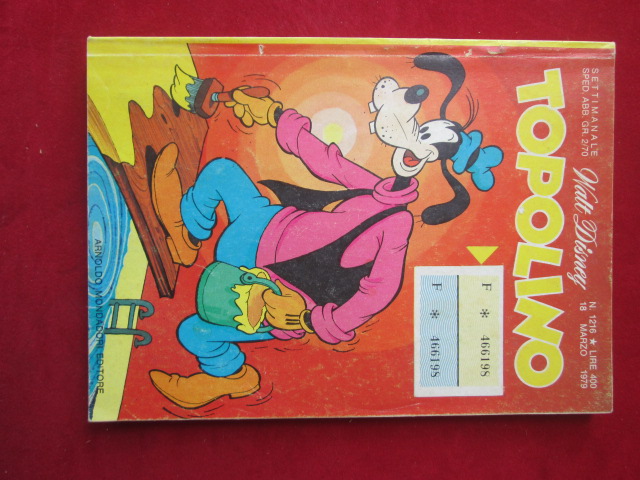 SETTIMANALE
SPED. ABB. GR. 2/70
Walt Disney
N. 1216 ★ LIRE 400
18 MARZO 1979
TOPOLINO
F * 466198
F * 466198
ARNOLDO MONDADORI EDITORE